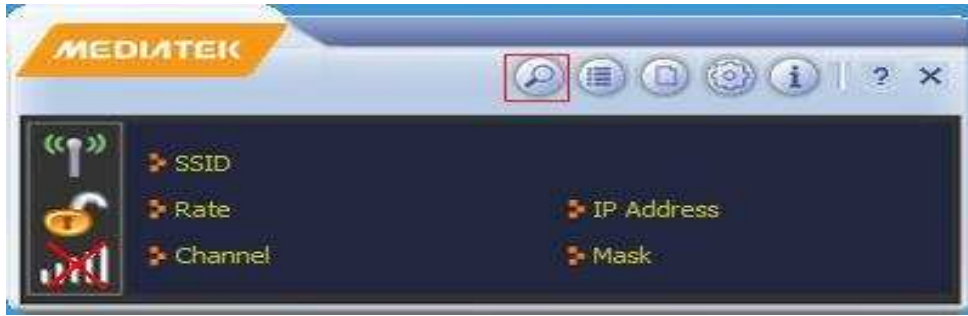 MEDIATEK
i ? ×
SSID
Rate
IP Address
Channel
Mask